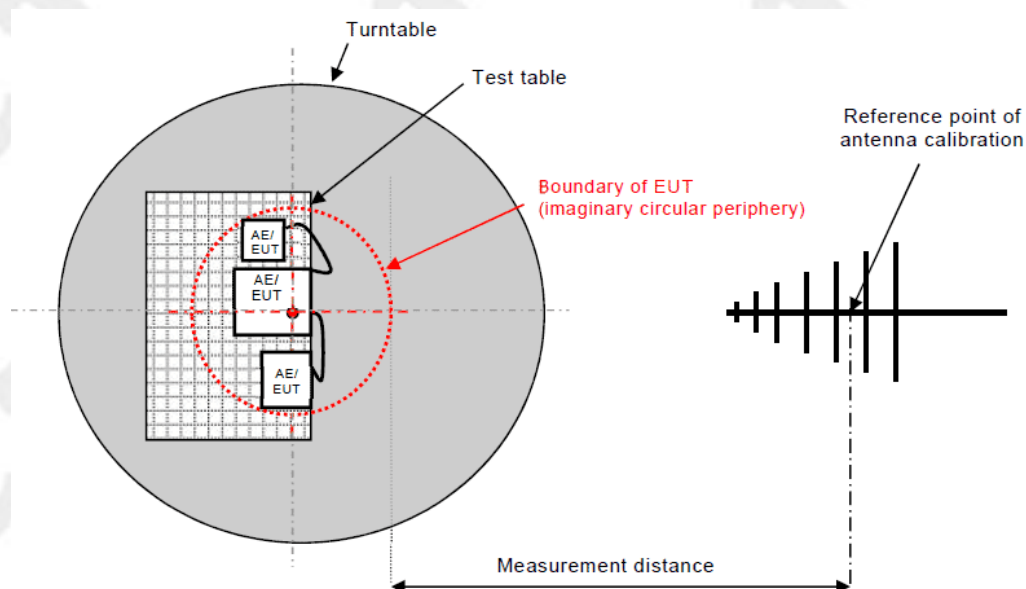 Turntable
Test table
Reference point of
antenna calibration
Boundary of EUT
(imaginary circular periphery)
AE/
EUT
AE/
EUT
AE/
EUT
Measurement distance